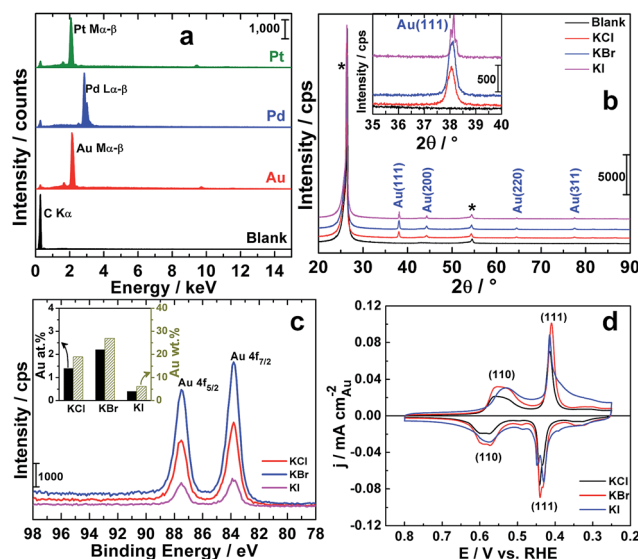 a
Intensity / counts
1,000
Pt Mα-β
Pt
Pd Lα-β
Pd
Au Mα-β
Au
C Kα
Blank
0 2 4 6 8 10 12 14
Energy / keV
b
Intensity / cps
Blank
KCl
KBr
KI
Au(111)
500
35 36 37 38 39 40
2θ / °
*
5000
Au(111)
Au(200)
*
Au(220)
Au(311)
20 30 40 50 60 70 80 90
2θ / °
c
Intensity / cps
Au at.%
4
3
2
1
0
40
20
0
Au wt.%
KCl KBr KI
Au 4f5/2
Au 4f7/2
1000
KCl
KBr
KI
98 96 94 92 90 88 86 84 82 80 78
Binding Energy / eV
d
j / mA cm-2Au
0.12
0.08
0.04
0.00
-0.04
-0.08
-0.12
(111)
(110)
(110)
(111)
KCl
KBr
KI
0.8 0.7 0.6 0.5 0.4 0.3 0.2
E / V vs. RHE